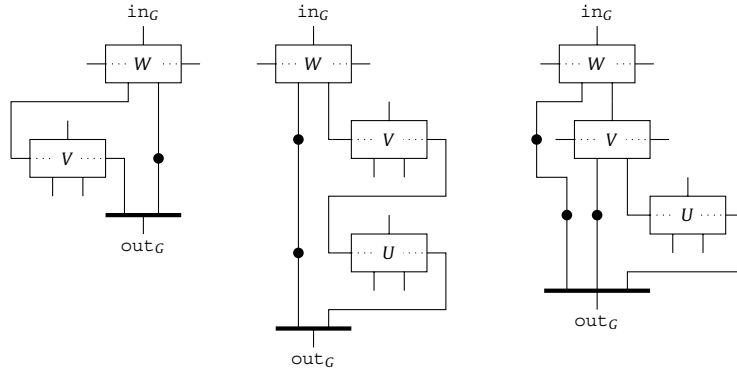 in_G in_G in_G
W W W
V V V
U
out_G
U
out_G
out_G